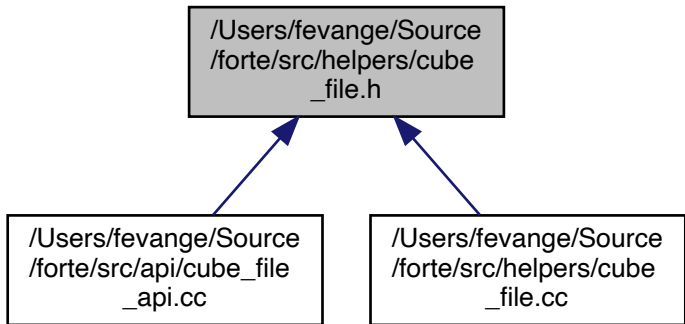 /Users/fevange/Source
/forte/src/helpers/cube
_file.h
/Users/fevange/Source
/forte/src/api/cube_file
_api.cc
/Users/fevange/Source
/forte/src/helpers/cube
_file.cc